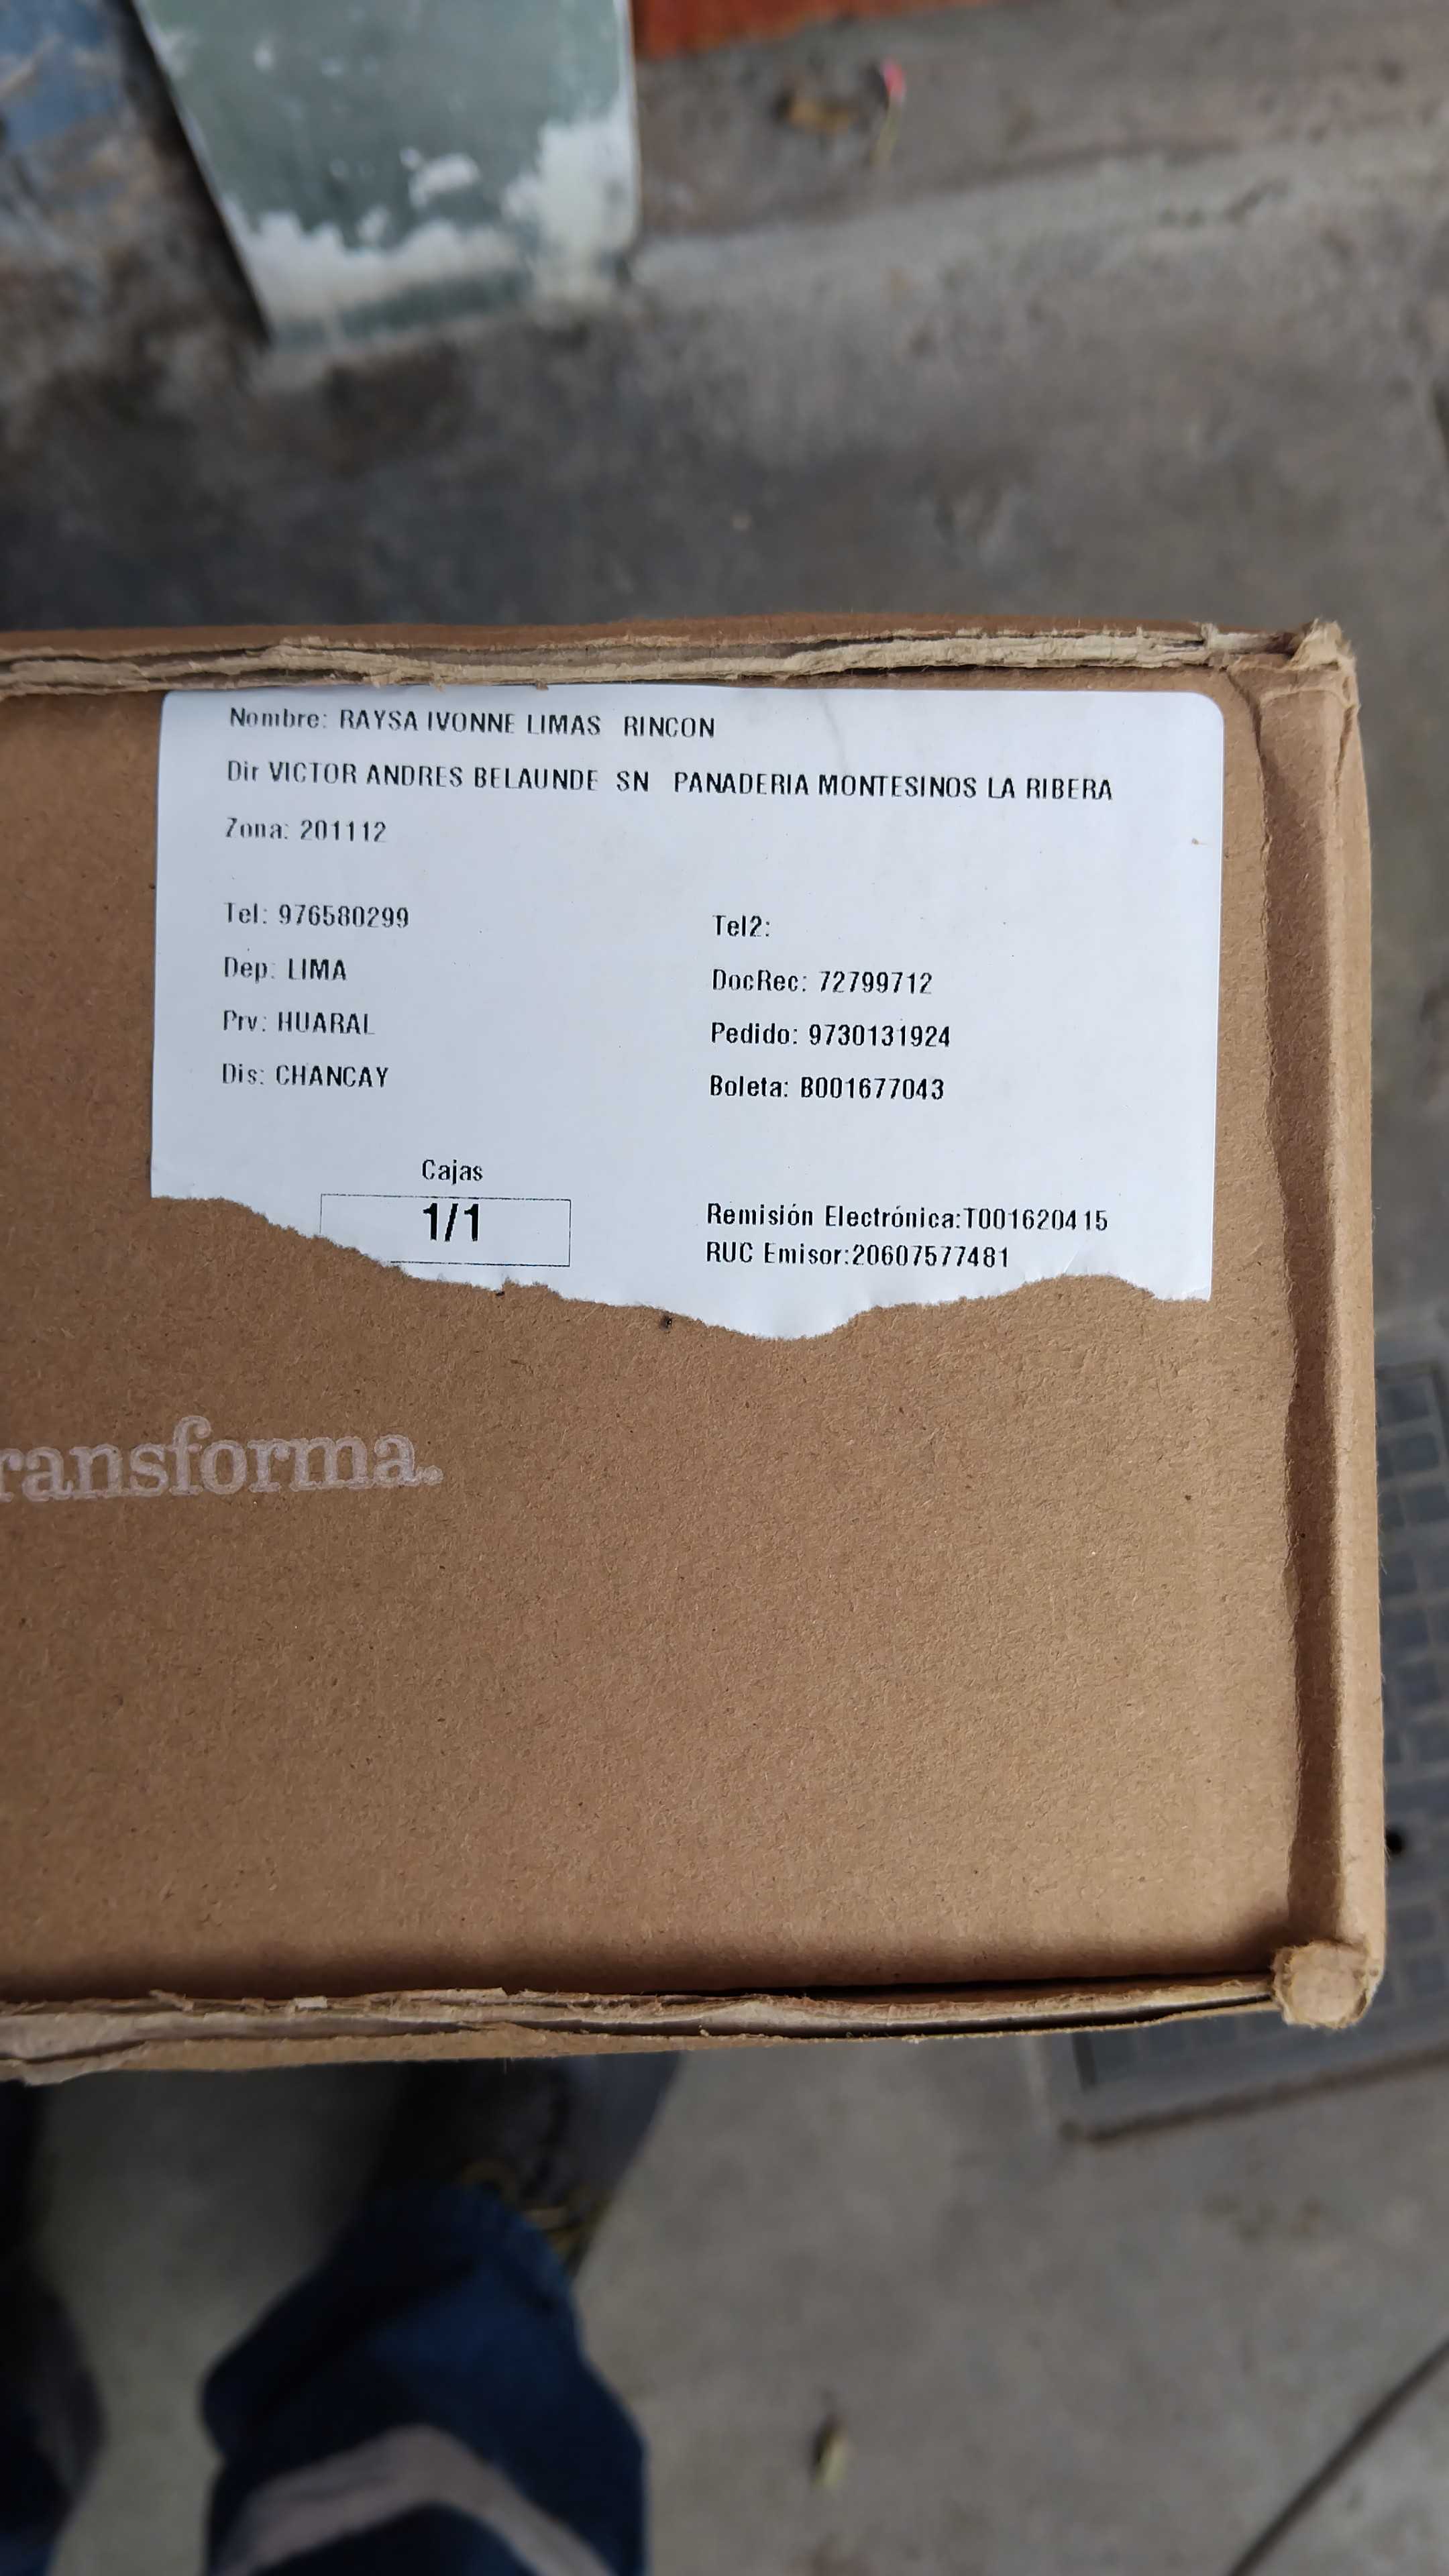 Nombre: RAYSA IVONNE LIMAS RINCON
Dir VICTOR ANDRES BELAUNDE SN PANADERIA MONTESINOS LA RIBERA
Zona: 201112
Tel: 976580299
Tel2:
Dep: LIMA
DocRec: 72799712
Prv: HUARAL
Pedido: 9730131924
Dis: CHANCAY
Boleta: B001677043
Cajas
1/1
Remisión Electrónica:T001620415
RUC Emisor:20607577481
ransforma.